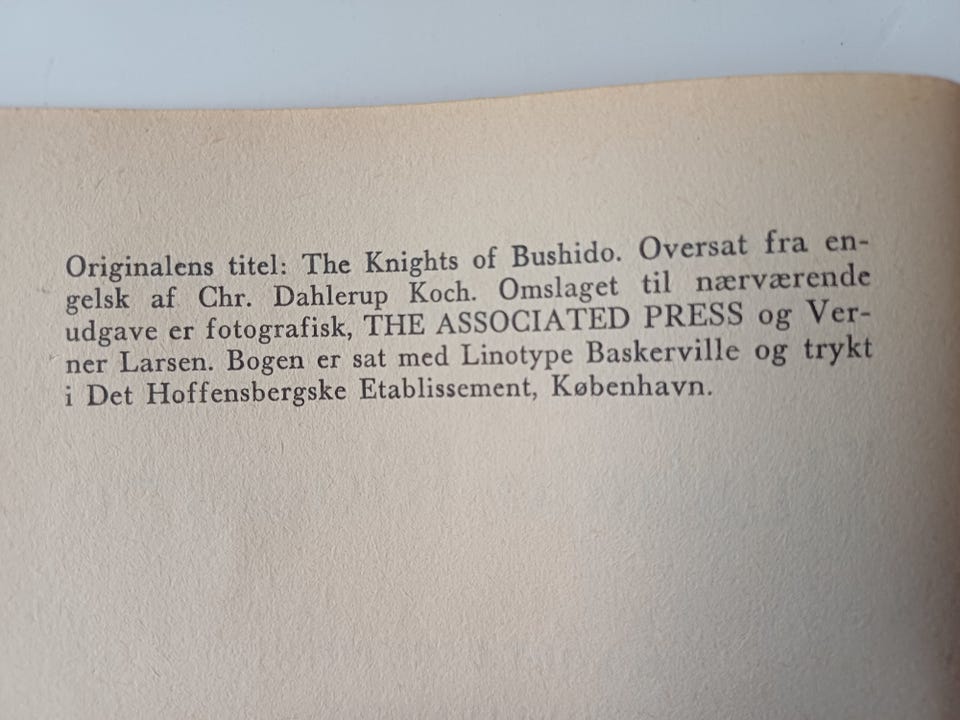 Originalens titel: The Knights of Bushido. Oversat fra en-
gelsk af Chr. Dahlerup Koch. Omslaget til nærværende
udgave er fotografisk, THE ASSOCIATED PRESS og Ver-
ner Larsen. Bogen er sat med Linotype Baskerville og trykt
i Det Hoffensbergske Etablissement, København.